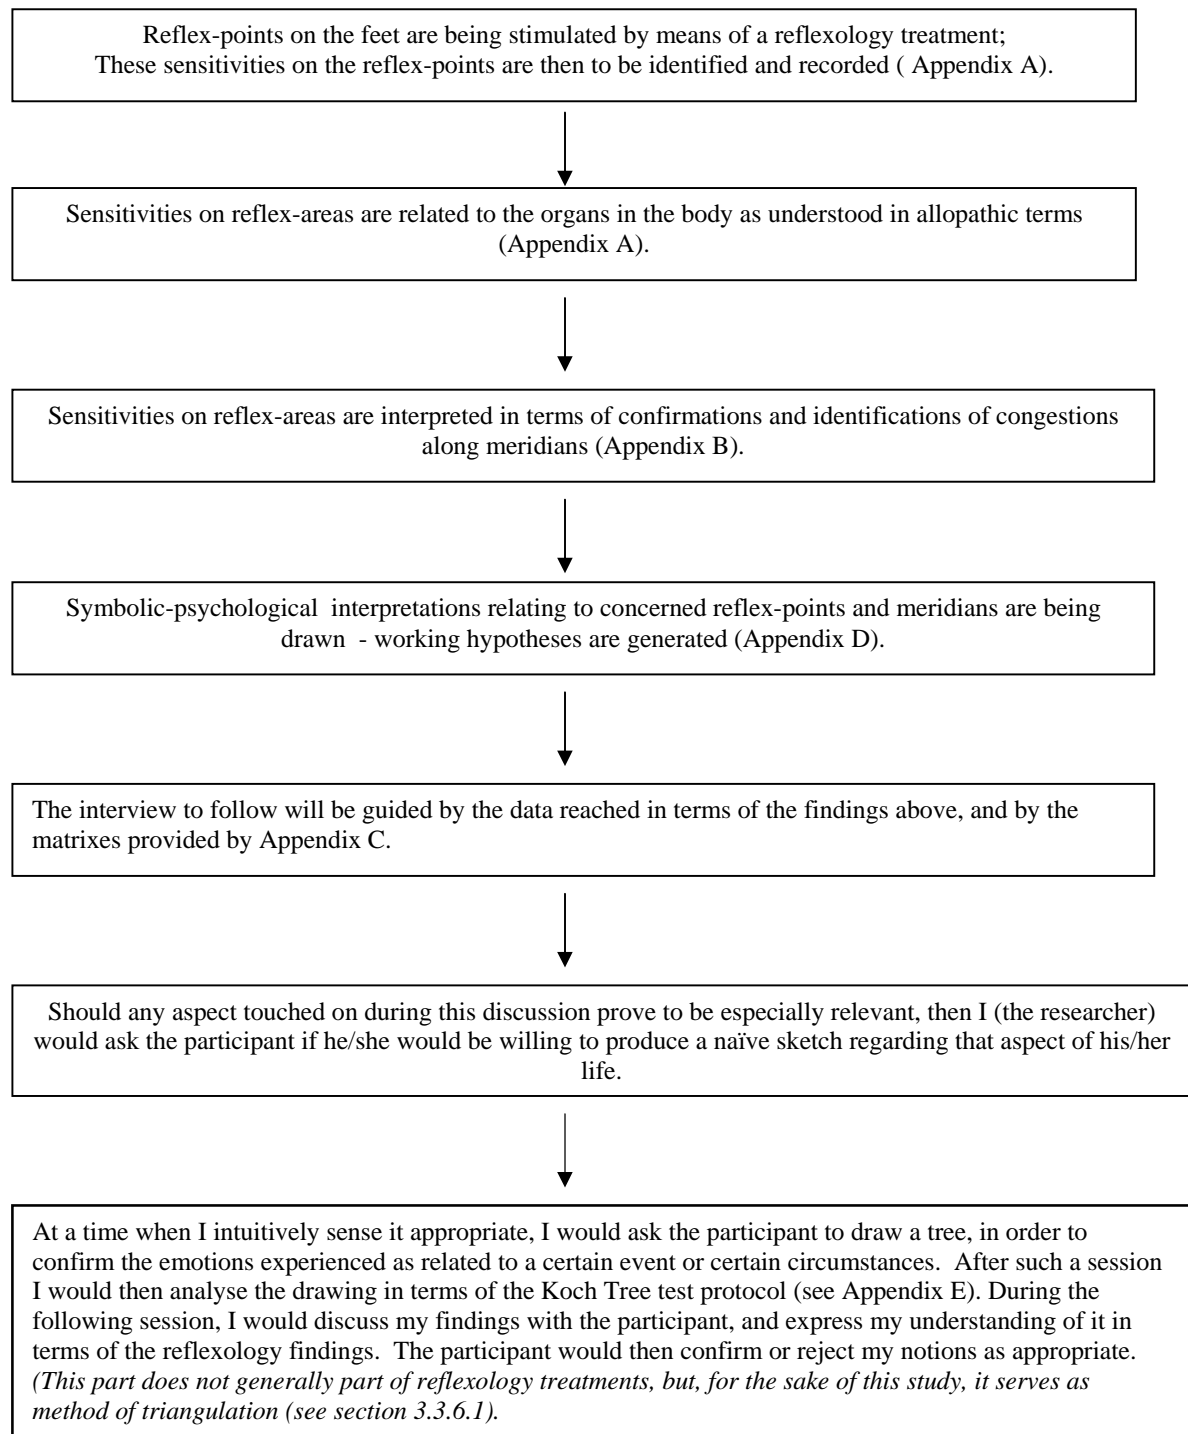 Reflex-points on the feet are being stimulated by means of a reflexology treatment;
These sensitivities on the reflex-points are then to be identified and recorded ( Appendix A).
Sensitivities on reflex-areas are related to the organs in the body as understood in allopathic terms
(Appendix A).
Sensitivities on reflex-areas are interpreted in terms of confirmations and identifications of congestions
along meridians (Appendix B).
Symbolic-psychological  interpretations relating to concerned reflex-points and meridians are being
drawn  - working hypotheses are generated (Appendix D).
The interview to follow will be guided by the data reached in terms of the findings above, and by the
matrixes provided by Appendix C.
Should any aspect touched on during this discussion prove to be especially relevant, then I (the researcher)
would ask the participant if he/she would be willing to produce a naïve sketch regarding that aspect of his/her
life.
At a time when I intuitively sense it appropriate, I would ask the participant to draw a tree, in order to
confirm the emotions experienced as related to a certain event or certain circumstances.  After such a session
I would then analyse the drawing in terms of the Koch Tree test protocol (see Appendix E). During the
following session, I would discuss my findings with the participant, and express my understanding of it in
terms of the reflexology findings.  The participant would then confirm or reject my notions as appropriate.
(This part does not generally part of reflexology treatments, but, for the sake of this study, it serves as
method of triangulation (see section 3.3.6.1).